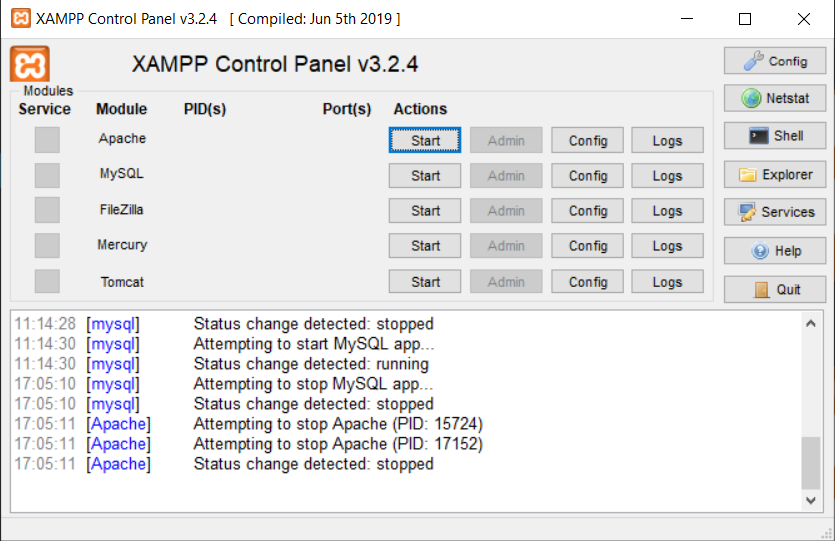 XAMPP Control Panel v3.2.4 [ Compiled: Jun 5th 2019 ]
XAMPP Control Panel v3.2.4
Config
Modules
Service Module PID(s) Port(s) Actions
Netstat
Apache Start Admin Config Logs
Shell
MySQL Start Admin Config Logs
Explorer
FileZilla Start Admin Config Logs
Services
Mercury Start Admin Config Logs
Help
Tomcat Start Admin Config Logs
Quit
11:14:28 [mysql] Status change detected: stopped
11:14:30 [mysql] Attempting to start MySQL app...
11:14:30 [mysql] Status change detected: running
17:05:10 [mysql] Attempting to stop MySQL app...
17:05:10 [mysql] Status change detected: stopped
17:05:11 [Apache] Attempting to stop Apache (PID: 15724)
17:05:11 [Apache] Attempting to stop Apache (PID: 17152)
17:05:11 [Apache] Status change detected: stopped